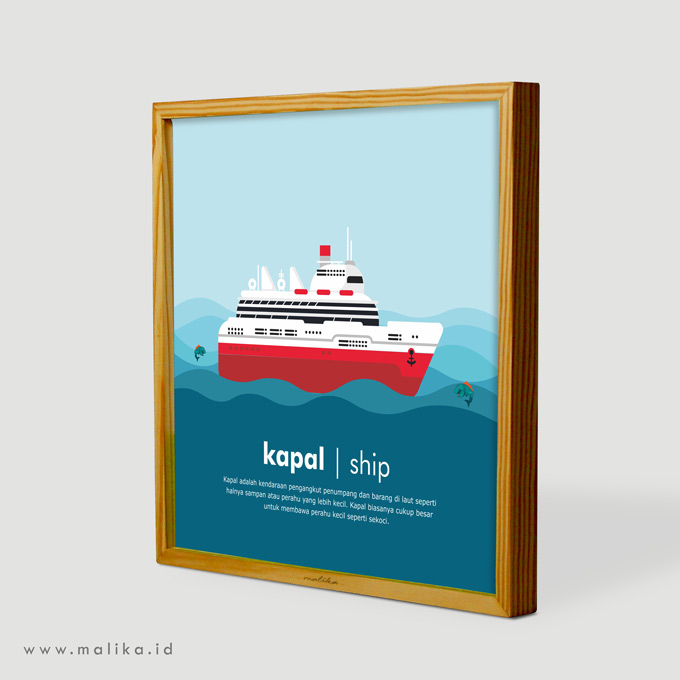 kapal | ship
Kapal adalah kendaraan pengangkut penumpang dan barang di laut seperti
halnya sampan atau perahu yang lebih kecil. Kapal biasanya cukup besar
untuk membawa perahu kecil seperti sekoci.
malika
www.malika.id